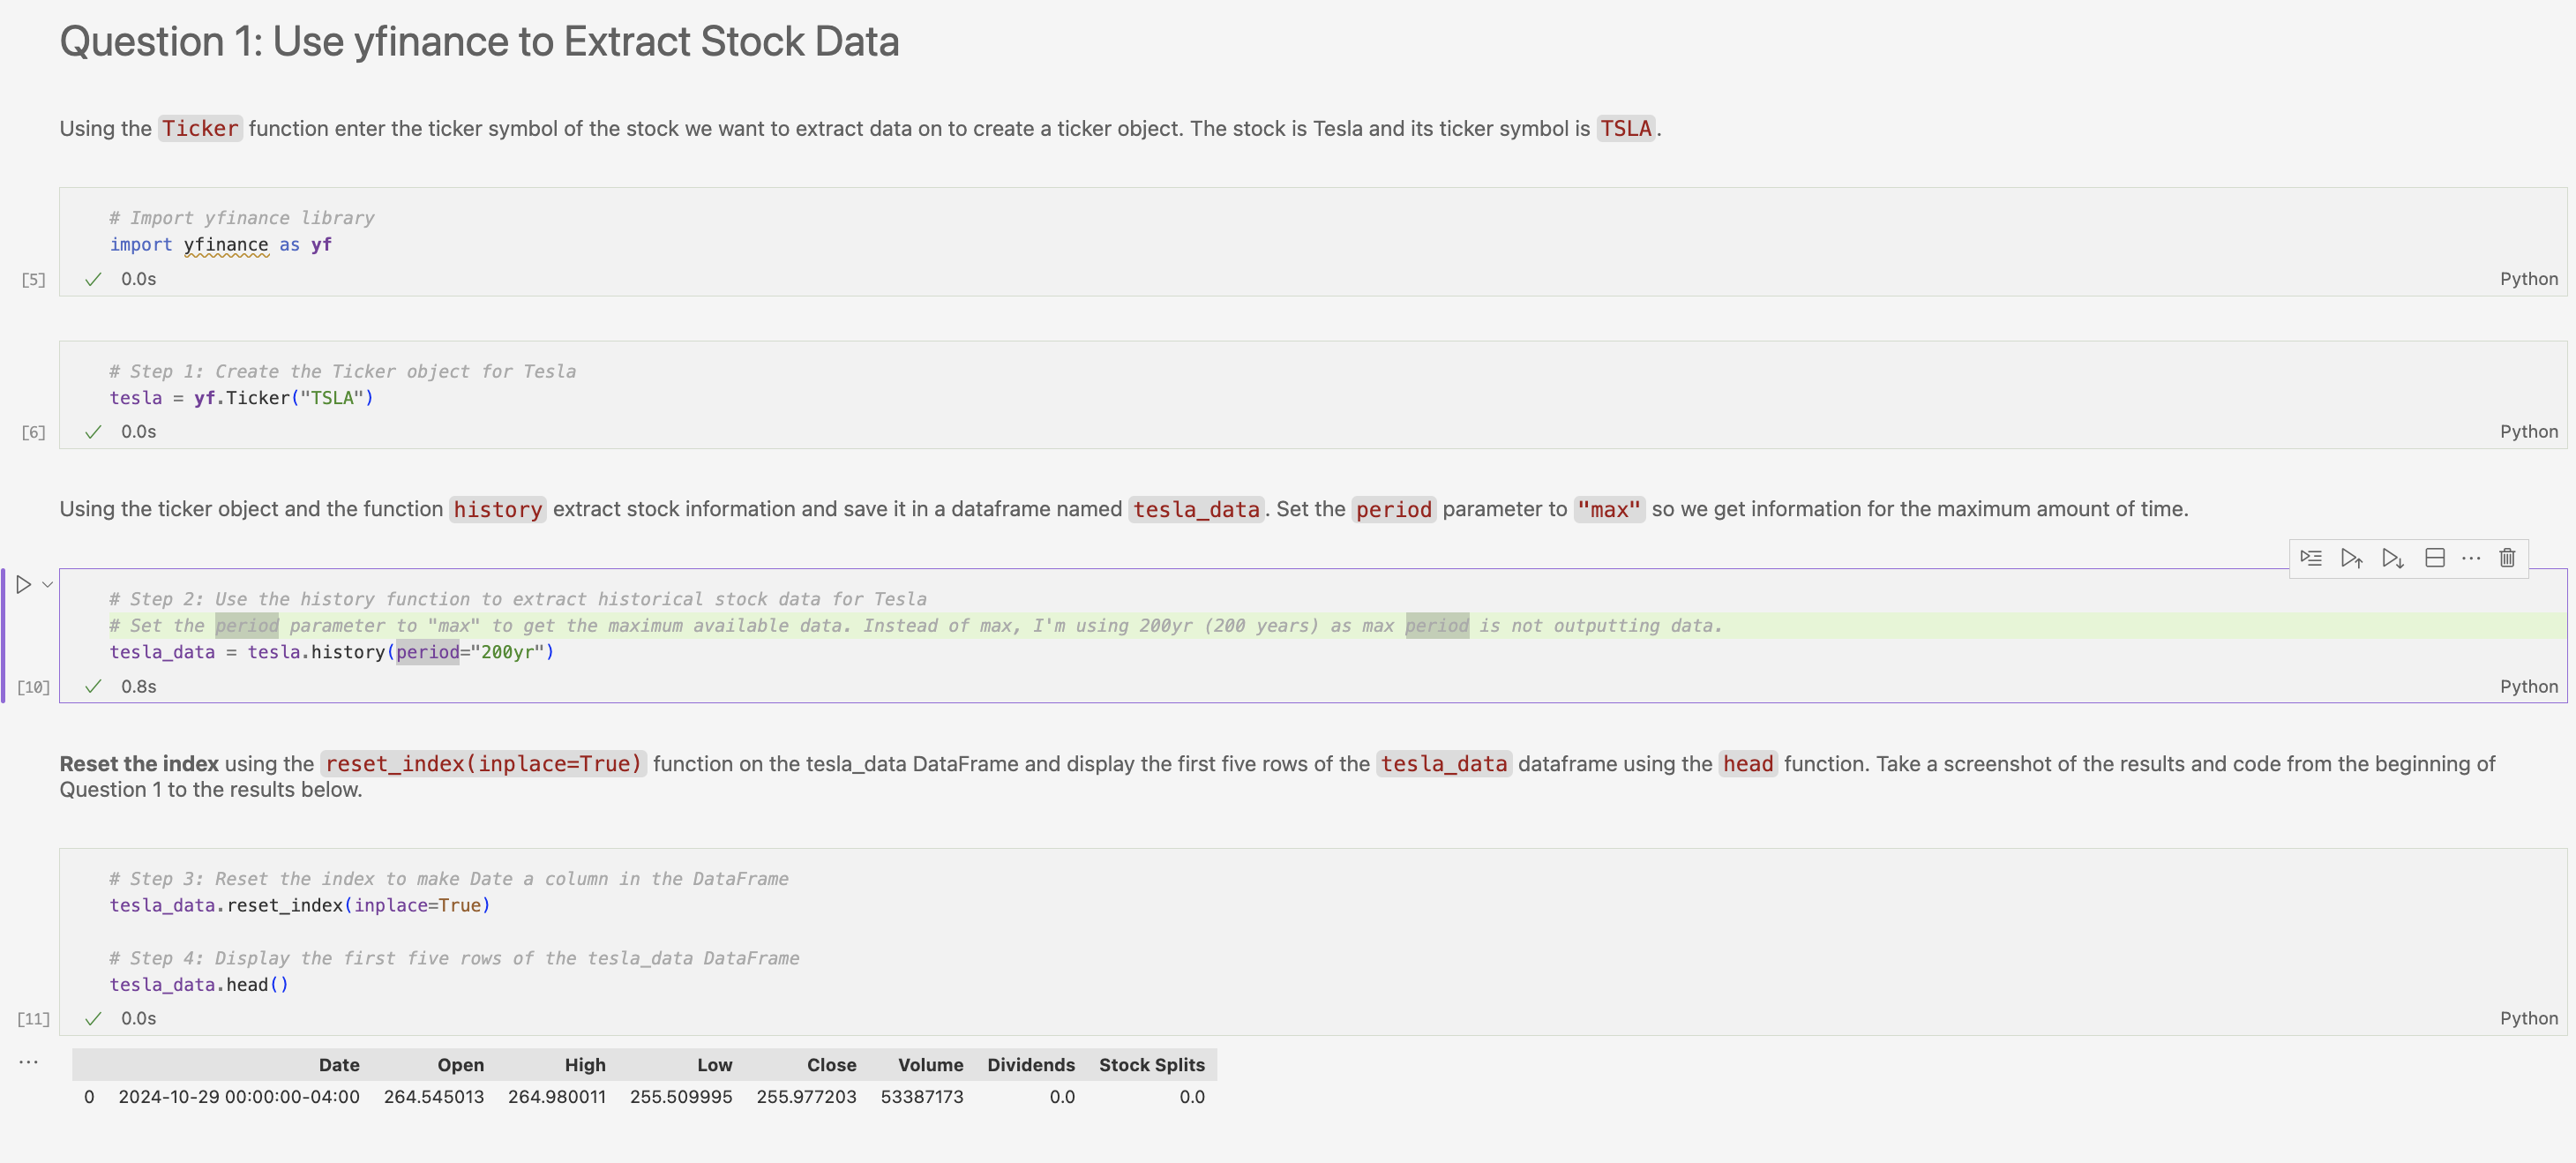 Question 1: Use yfinance to Extract Stock Data
Using the Ticker function enter the ticker symbol of the stock we want to extract data on to create a ticker object. The stock is Tesla and its ticker symbol is TSLA.
# Import yfinance library
import yfinance as yf
[5] ✓ 0.0s Python
# Step 1: Create the Ticker object for Tesla
tesla = yf.Ticker("TSLA")
[6] ✓ 0.0s Python
Using the ticker object and the function history extract stock information and save it in a dataframe named tesla_data. Set the period parameter to "max" so we get information for the maximum amount of time.
# Step 2: Use the history function to extract historical stock data for Tesla
# Set the period parameter to "max" to get the maximum available data. Instead of max, I'm using 200yr (200 years) as max period is not outputting data.
tesla_data = tesla.history(period="200yr")
[10] ✓ 0.8s Python
Reset the index using the reset_index(inplace=True) function on the tesla_data DataFrame and display the first five rows of the tesla_data dataframe using the head function. Take a screenshot of the results and code from the beginning of
Question 1 to the results below.
# Step 3: Reset the index to make Date a column in the DataFrame
tesla_data.reset_index(inplace=True)
# Step 4: Display the first five rows of the tesla_data DataFrame
tesla_data.head()
[11] ✓ 0.0s Python
... Date Open High Low Close Volume Dividends Stock Splits
0 2024-10-29 00:00:00-04:00 264.545013 264.980011 255.509995 255.977203 53387173 0.0 0.0